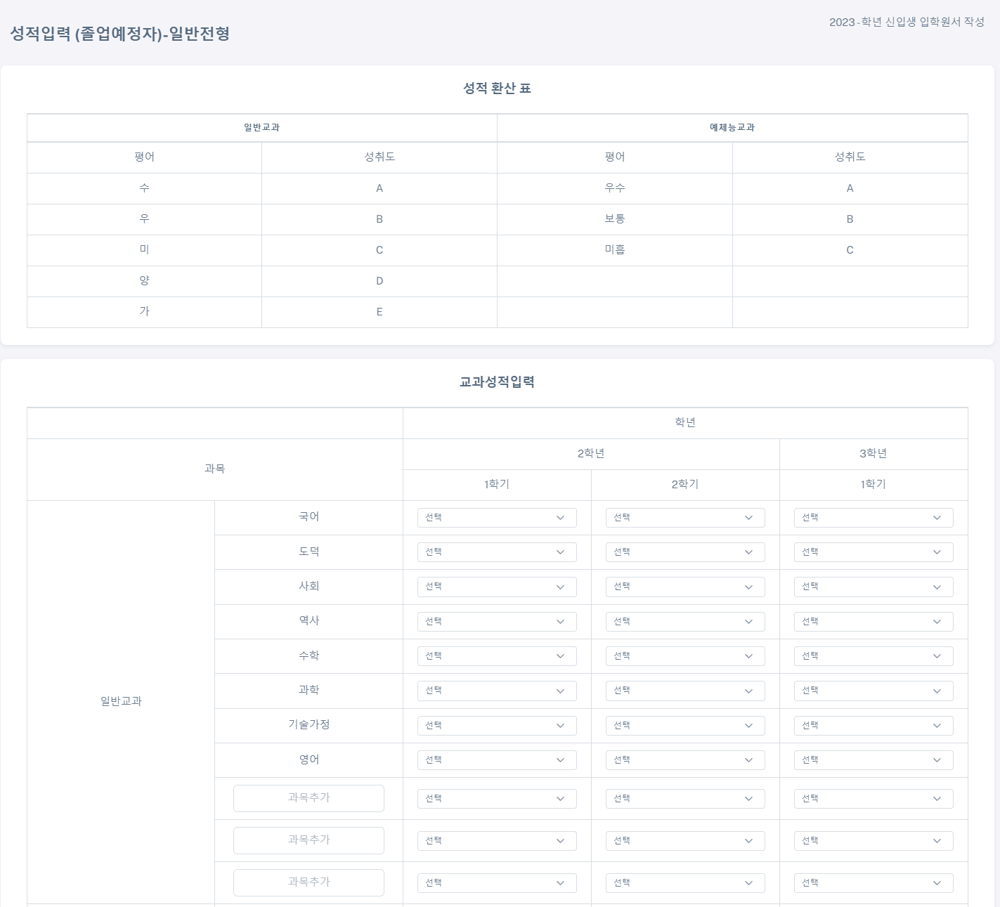 성적입력 (졸업예정자)-일반전형
2023 - 학년 신입생 입학원서 작성
성적 환산 표
일반교과 예체능교과
평어 성취도 평어 성취도
수 A 우수 A
우 B 보통 B
미 C 미흡 C
양 D
가 E
교과성적입력
학년
과목 2학년 3학년
1학기 2학기 1학기
일반교과
국어 선택 선택 선택
도덕 선택 선택 선택
사회 선택 선택 선택
역사 선택 선택 선택
수학 선택 선택 선택
과학 선택 선택 선택
기술가정 선택 선택 선택
영어 선택 선택 선택
과목추가 선택 선택 선택
과목추가 선택 선택 선택
과목추가 선택 선택 선택